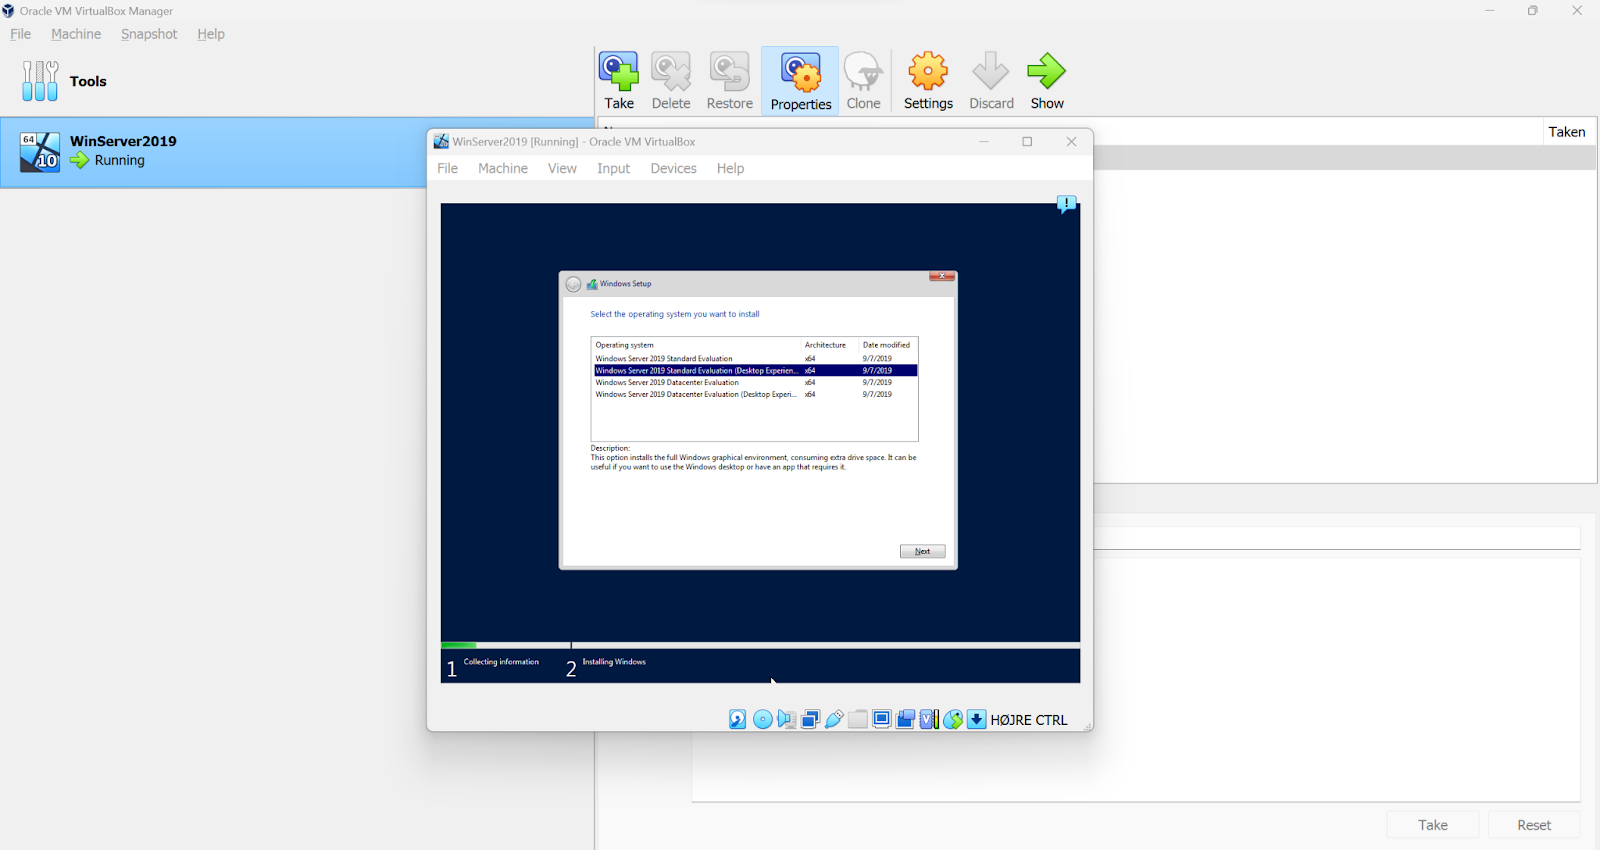 Oracle VM VirtualBox Manager
File Machine Snapshot Help
Tools
Take Delete Restore Properties Clone Settings Discard Show
64
10
WinServer2019
Running
Taken
WinServer2019 [Running] - Oracle VM VirtualBox
File Machine View Input Devices Help
Windows Setup
Select the operating system you want to install
Operating system Architecture Date modified
Windows Server 2019 Standard Evaluation x64 9/7/2019
Windows Server 2019 Standard Evaluation (Desktop Experien... x64 9/7/2019
Windows Server 2019 Datacenter Evaluation x64 9/7/2019
Windows Server 2019 Datacenter Evaluation (Desktop Experi... x64 9/7/2019
Description:
This option installs the full Windows graphical environment, consuming extra drive space. It can be
useful if you want to use the Windows desktop or have an app that requires it.
Next
1 Collecting information 2 Installing Windows
HØJRE CTRL
Take Reset